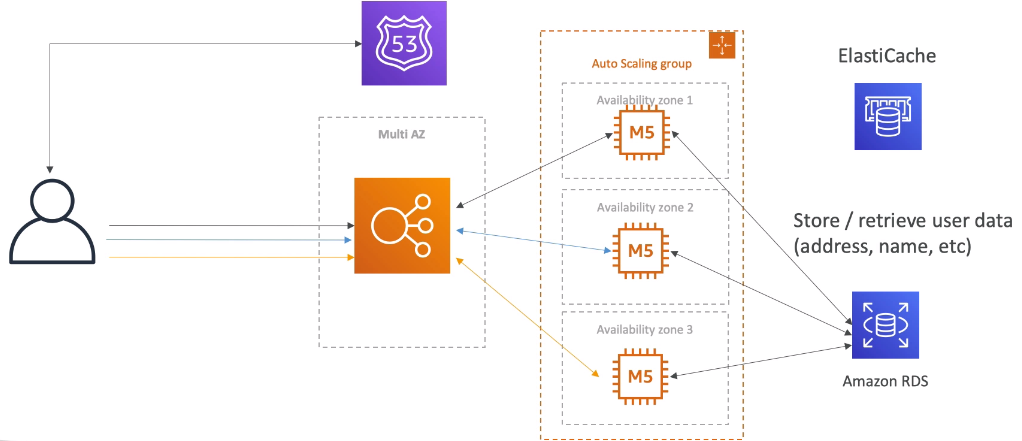 53
ElastiCache
Auto Scaling group
Availability zone 1
M5
Multi AZ
Availability zone 2
M5
Store / retrieve user data
(address, name, etc)
Availability zone 3
M5
Amazon RDS